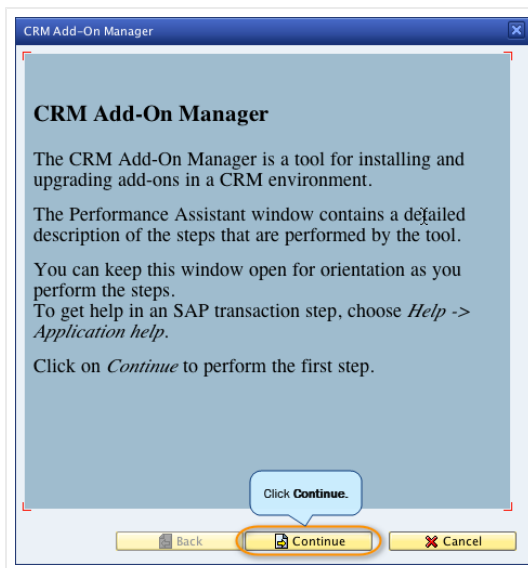 CRM Add-On Manager
CRM Add-On Manager
The CRM Add-On Manager is a tool for installing and
upgrading add-ons in a CRM environment.
The Performance Assistant window contains a detailed
description of the steps that are performed by the tool.
You can keep this window open for orientation as you
perform the steps.
To get help in an SAP transaction step, choose Help ->
Application help.
Click on Continue to perform the first step.
Click Continue.
Back
Continue
Cancel